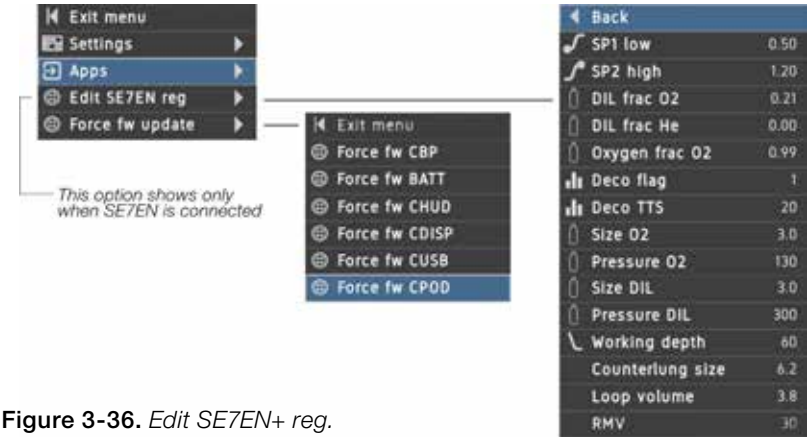 Exit menu
Settings
Apps
Edit SE7EN reg
Force fw update
This option shows only
when SE7EN is connected
Exit menu
Force fw CBP
Force fw BATT
Force fw CHUD
Force fw CDISP
Force fw CUSB
Force fw CPOD
Back
SP1 low 0.50
SP2 high 1.20
DIL frac O2 0.21
DIL frac He 0.00
Oxygen frac O2 0.99
Deco flag 1
Deco TTS 20
Size O2 3.0
Pressure O2 130
Size DIL 3.0
Pressure DIL 300
Working depth 60
Counterlung size 6.2
Loop volume 3.8
RMV 30
Figure 3-36. Edit SE7EN+ reg.